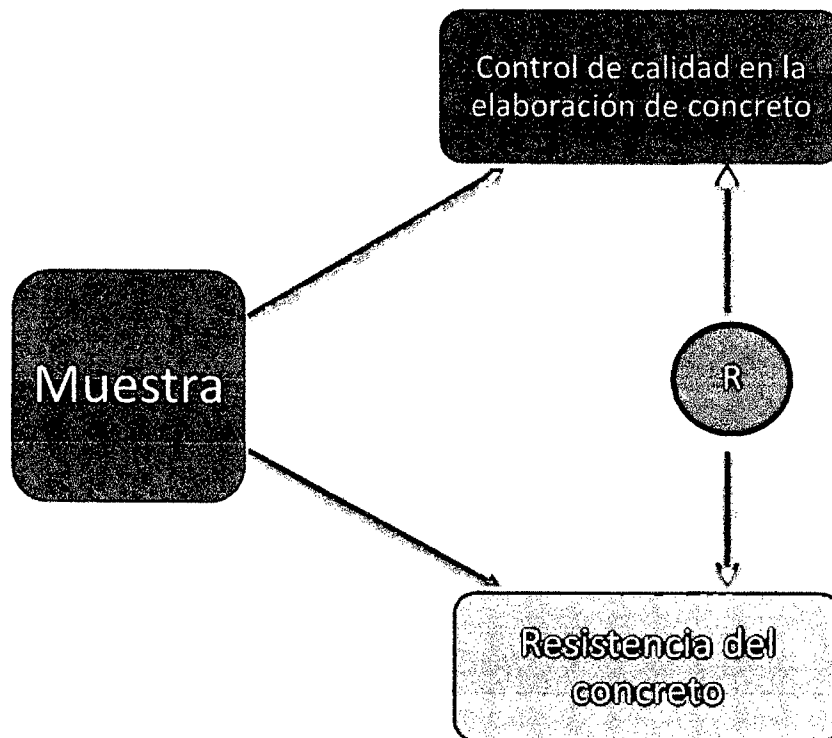 Control de calidad en la
elaboración de concreto
Muestra
R
Resistencia del
concreto